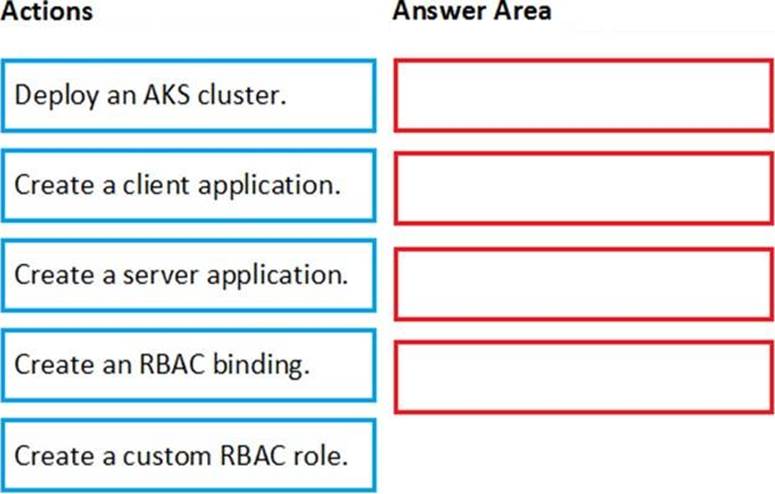 Actions
Answer Area
Deploy an AKS cluster.
Create a client application.
Create a server application.
Create an RBAC binding.
Create a custom RBAC role.